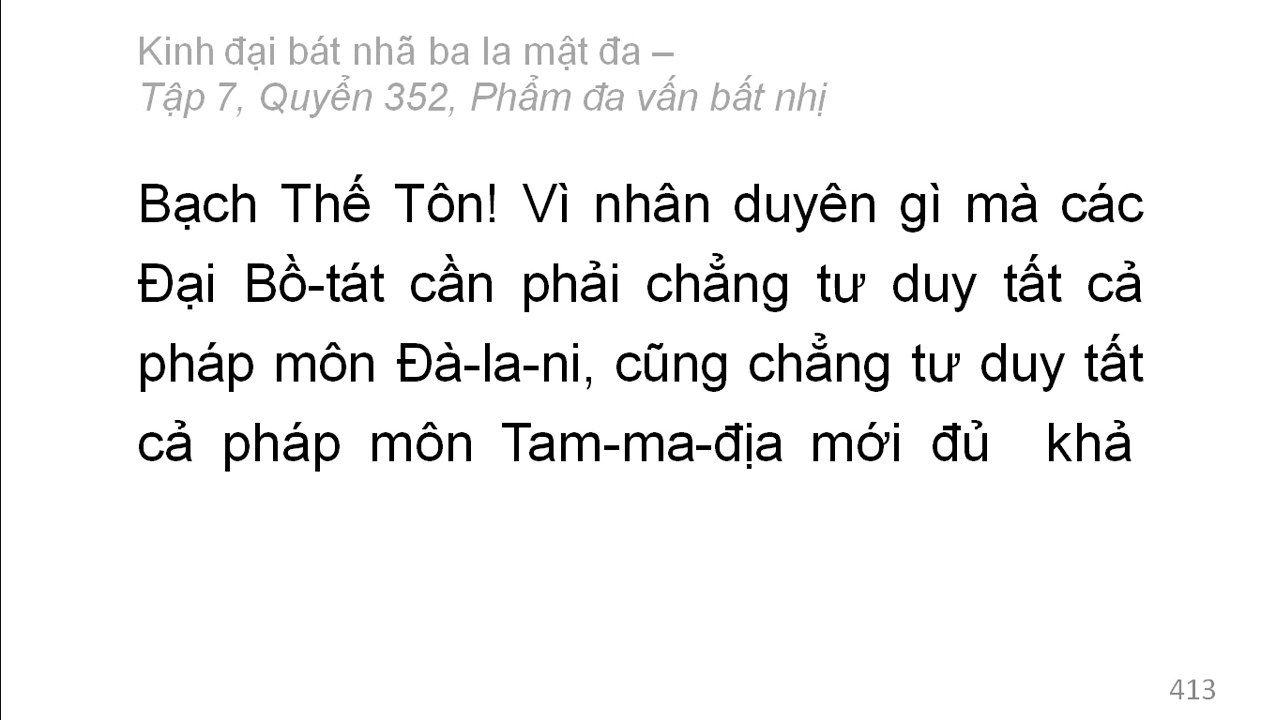 Kinh đại bát nhã ba la mật đa –
Tập 7, Quyển 352, Phẩm đa vấn bất nhị
Bạch Thế Tôn! Vì nhân duyên gì mà các
Đại Bồ-tát cần phải chẳng tư duy tất cả
pháp môn Đà-la-ni, cũng chẳng tư duy tất
cả pháp môn Tam-ma-địa mới đủ khả
413